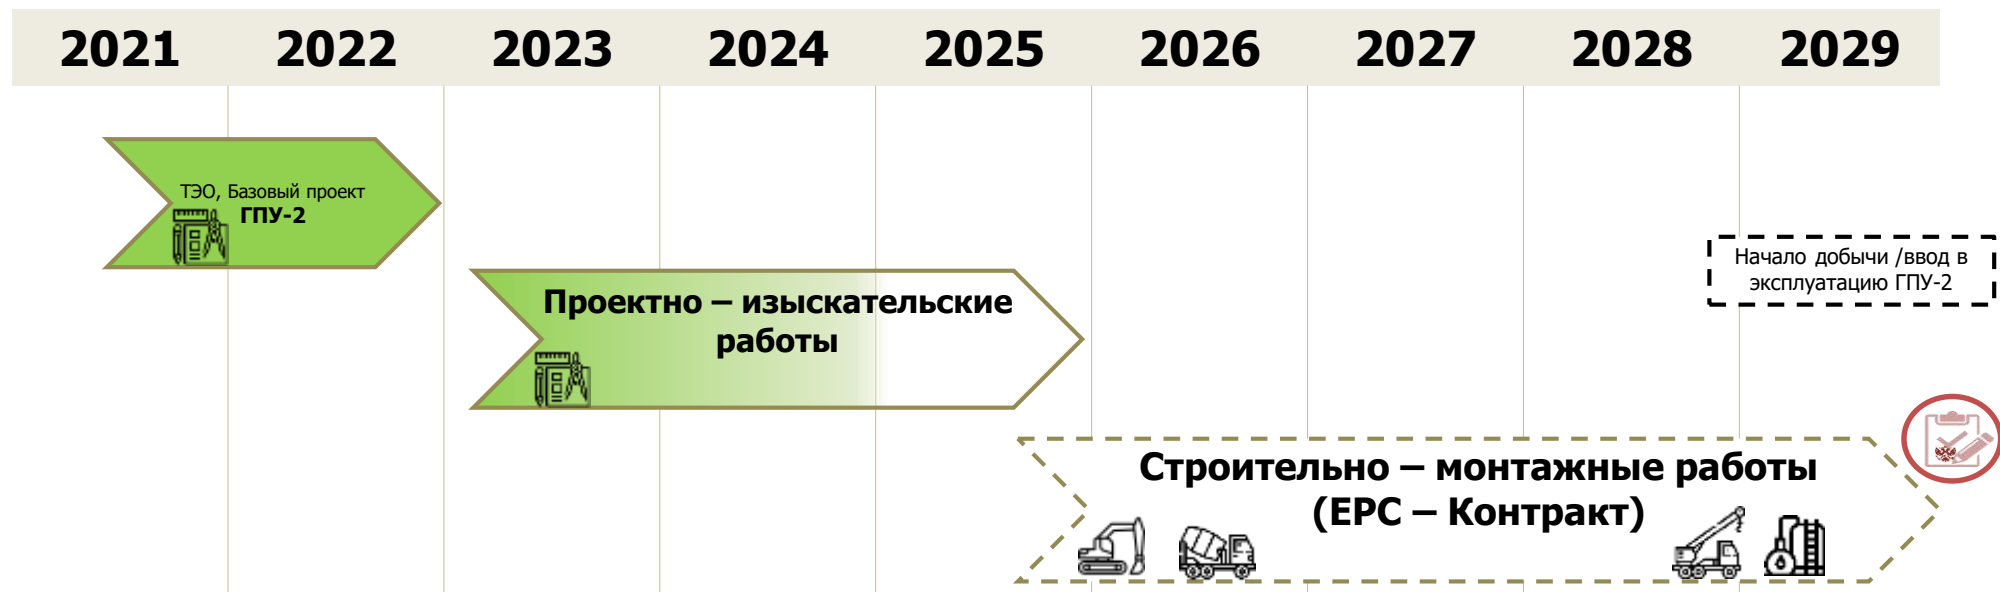 2021 2022 2023 2024 2025 2026 2027 2028 2029
ТЭО, Базовый проект
ГПУ-2
Начало добычи /ввод в
эксплуатацию ГПУ-2
Проектно – изыскательские
работы
Строительно – монтажные работы
(ЕРС – Контракт)